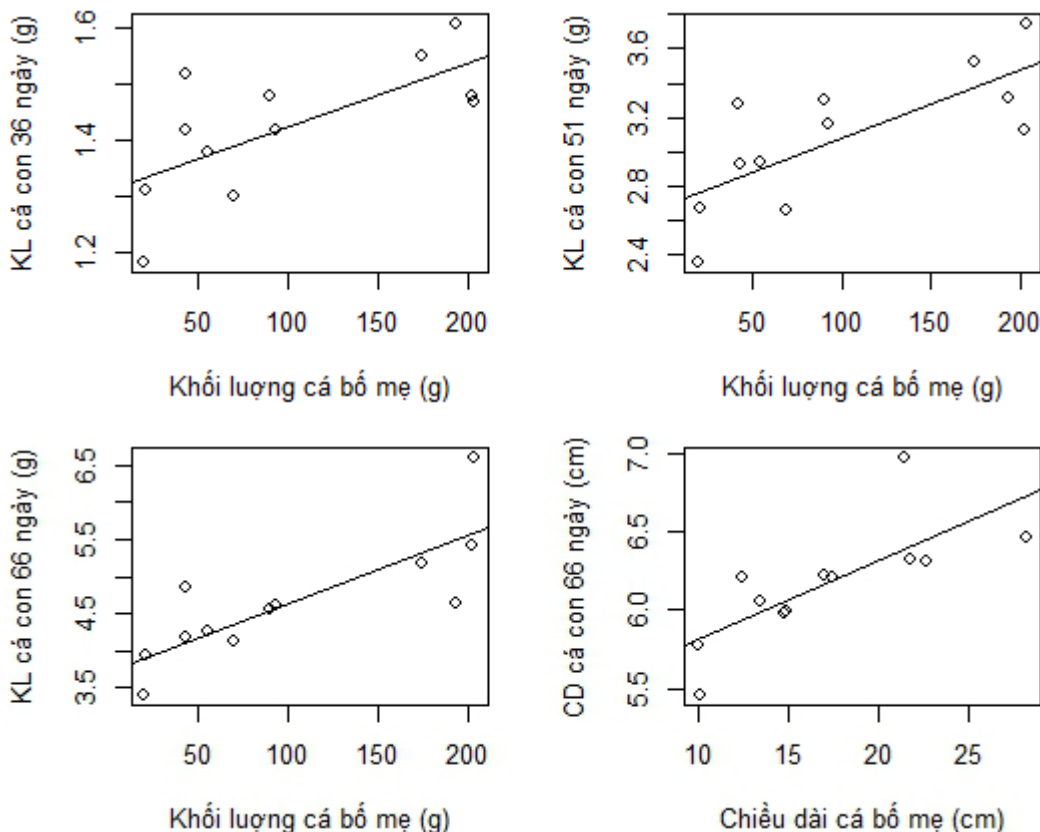 KL cá con 36 ngày (g)
1.2 1.4 1.6
50 100 150 200
Khối lượng cá bố mẹ (g)
KL cá con 51 ngày (g)
2.4 2.8 3.2 3.6
50 100 150 200
Khối lượng cá bố mẹ (g)
KL cá con 66 ngày (g)
3.5 4.5 5.5 6.5
50 100 150 200
Khối lượng cá bố mẹ (g)
CD cá con 66 ngày (cm)
5.5 6.0 6.5 7.0
10 15 20 25
Chiều dài cá bố mẹ (cm)